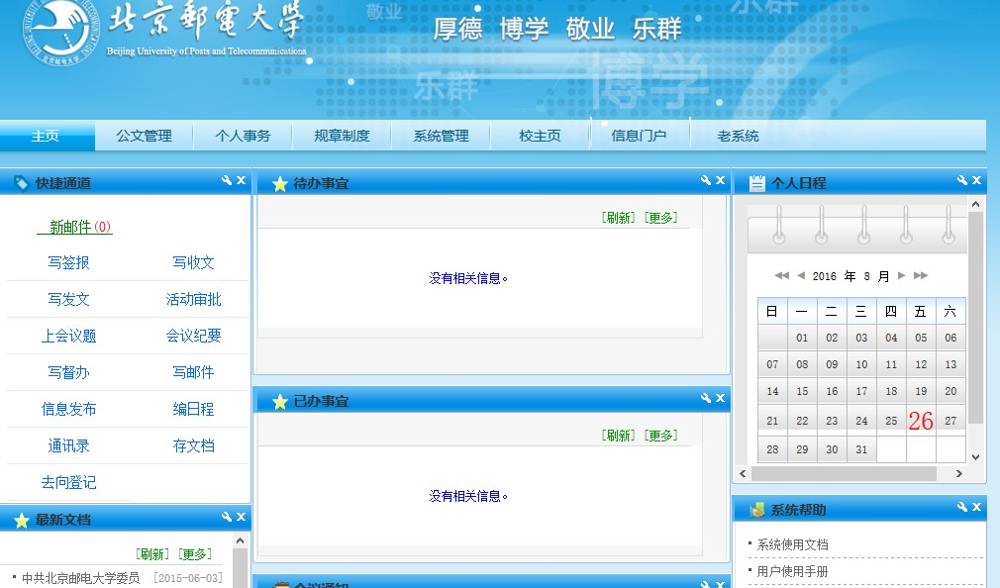 北京邮电大学
Beijing University of Posts and Telecommunications
敬业
厚德 博学 敬业 乐群
乐群
博学
乐群
主页 公文管理 个人事务 规章制度 系统管理 校主页 信息门户 老系统
快捷通道
新邮件(0)
写签报 写收文
写发文 活动审批
上会议题 会议纪要
写督办 写邮件
信息发布 编日程
通讯录 存文档
去向登记
最新文档
[刷新] [更多]
中共北京邮电大学委员 [2015-06-03]
待办事宜
[刷新] [更多]
没有相关信息。
已办事宜
[刷新] [更多]
没有相关信息。
会议通知
个人日程
2016 年 8 月
日 一 二 三 四 五 六
01 02 03 04 05 06
07 08 09 10 11 12 13
14 15 16 17 18 19 20
21 22 23 24 25 26 27
28 29 30 31
系统帮助
系统使用文档
用户使用手册